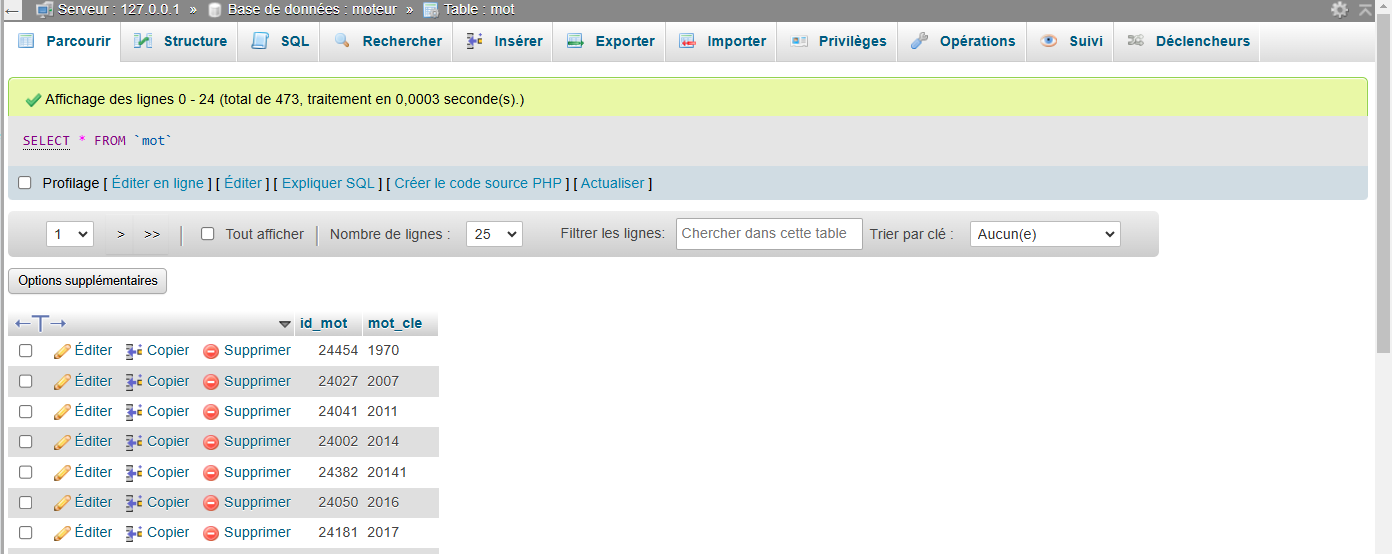 Serveur : 127.0.0.1 » Base de données : moteur » Table : mot
Parcourir Structure SQL Rechercher Insérer Exporter Importer Privilèges Opérations Suivi Déclencheurs
Affichage des lignes 0 - 24 (total de 473, traitement en 0,0003 seconde(s).)
SELECT * FROM `mot`
Profilage [ Éditer en ligne ] [ Éditer ] [ Expliquer SQL ] [ Créer le code source PHP ] [ Actualiser ]
1 > >> | Tout afficher | Nombre de lignes : 25 Filtrer les lignes: Chercher dans cette table Trier par clé : Aucun(e)
Options supplémentaires
←T→ id_mot mot_cle
Éditer Copier Supprimer 24454 1970
Éditer Copier Supprimer 24027 2007
Éditer Copier Supprimer 24041 2011
Éditer Copier Supprimer 24002 2014
Éditer Copier Supprimer 24382 20141
Éditer Copier Supprimer 24050 2016
Éditer Copier Supprimer 24181 2017